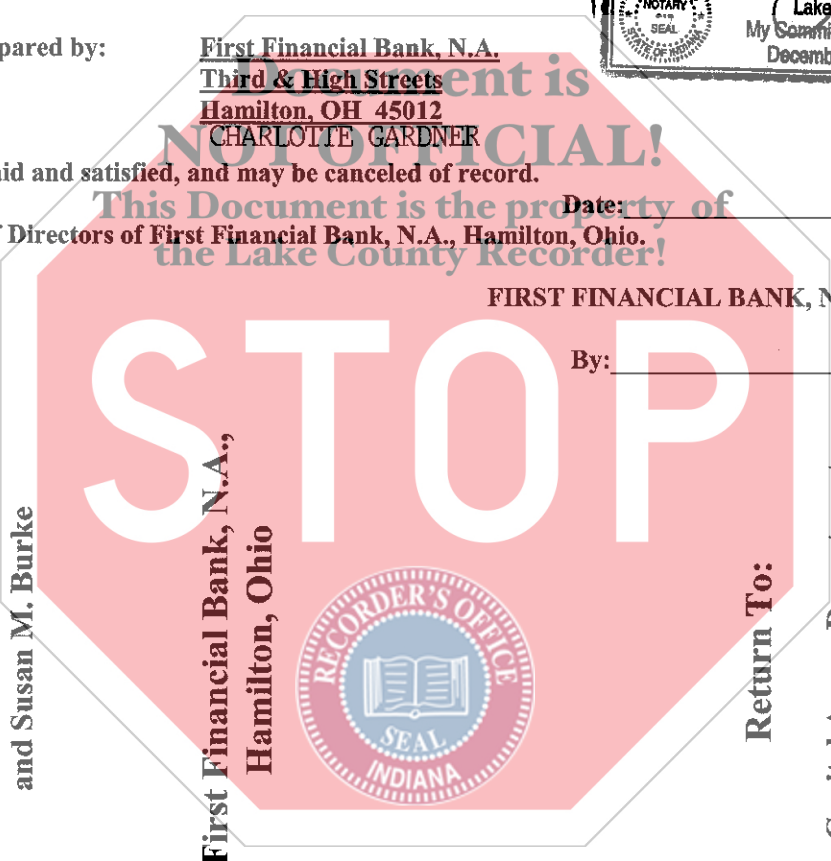 NOTARY
SEAL
STATE OF INDIANA
Lake
My Commi
Decemb
pared by:
First Financial Bank, N.A.
Third & High Streets
Hamilton, OH 45012
CHARLOTTE GARDNER
Document is
NOT OFFICIAL!
This Document is the property of
the Lake County Recorder!
aid and satisfied, and may be canceled of record.
Date:
f Directors of First Financial Bank, N.A., Hamilton, Ohio.
FIRST FINANCIAL BANK, N
By:
STOP
and Susan M. Burke
First Financial Bank, N.A.,
Hamilton, Ohio
RECORDER'S OFFICE
SEAL
INDIANA
Return To: